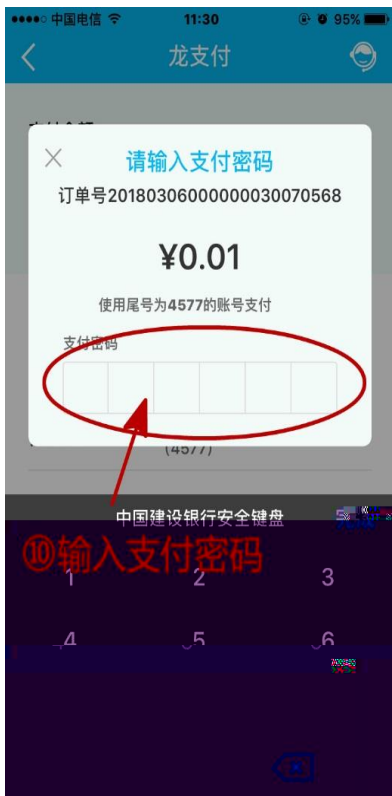 中国电信 11:30 95%
龙支付
请输入支付密码
订单号20180306000000030070568
¥0.01
使用尾号为4577的账号支付
支付密码
(4577)
中国建设银行安全键盘
⑩输入支付密码
1 2 3
4 5 6